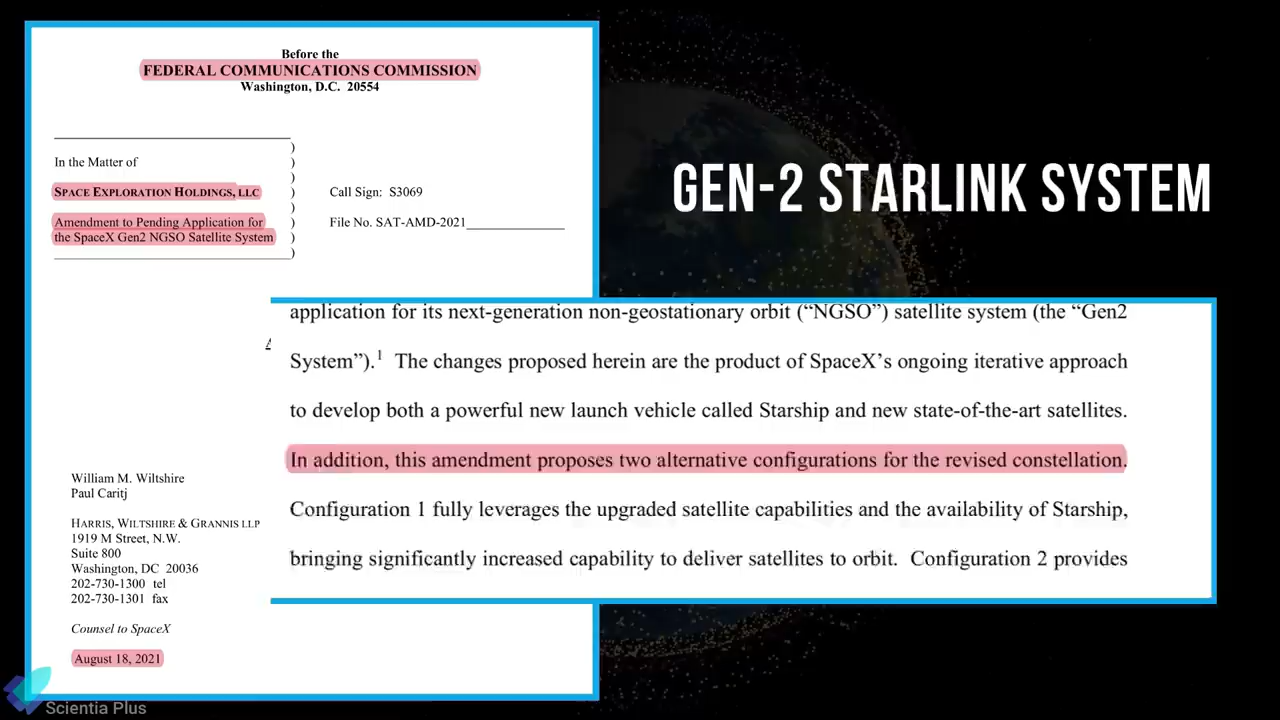 Before the
FEDERAL COMMUNICATIONS COMMISSION
Washington, D.C. 20554
In the Matter of
SPACE EXPLORATION HOLDINGS, LLC
Amendment to Pending Application for
the SpaceX Gen2 NGSO Satellite System
)
)
)
)
)
)
)
)
Call Sign: S3069
File No. SAT-AMD-2021______________
GEN-2 STARLINK SYSTEM
application for its next-generation non-geostationary orbit (“NGSO”) satellite system (the “Gen2
System”).1 The changes proposed herein are the product of SpaceX’s ongoing iterative approach
to develop both a powerful new launch vehicle called Starship and new state-of-the-art satellites.
In addition, this amendment proposes two alternative configurations for the revised constellation.
Configuration 1 fully leverages the upgraded satellite capabilities and the availability of Starship,
bringing significantly increased capability to deliver satellites to orbit. Configuration 2 provides
William M. Wiltshire
Paul Caritj
HARRIS, WILTSHIRE & GRANNIS LLP
1919 M Street, N.W.
Suite 800
Washington, DC 20036
202-730-1300 tel
202-730-1301 fax
Counsel to SpaceX
August 18, 2021
Scientia Plus